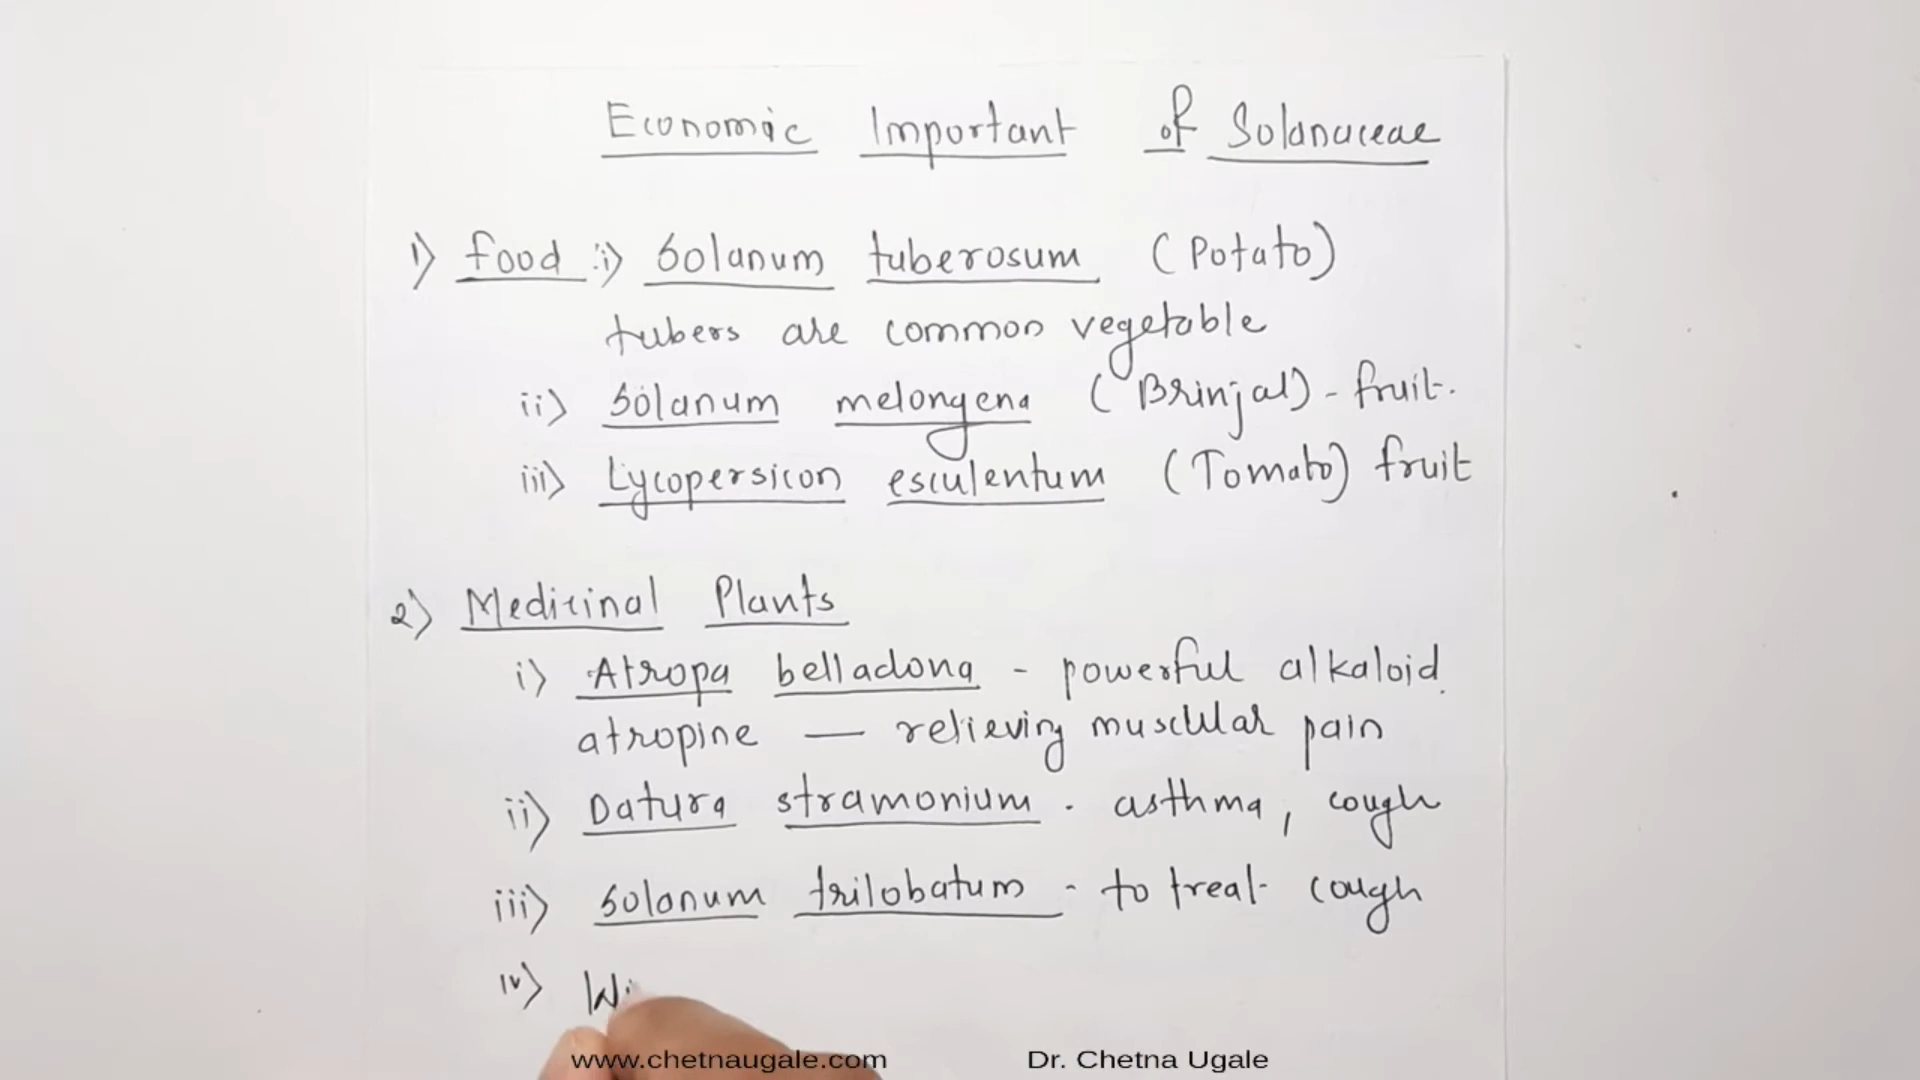 Economic Important of Solanaceae
1) Food :i) Solanum tuberosum (Potato)
tubers are common vegetable
ii) Solanum melongena (Brinjal) - fruit.
iii) Lycopersicon esculentum (Tomato) fruit
2) Medicinal Plants
i) Atropa belladona - powerful alkaloid
atropine — relieving muscular pain
ii) Datura stramonium - asthma, cough
iii) Solanum trilobatum - to treat cough
iv) Wi
www.chetnaugale.com Dr. Chetna Ugale